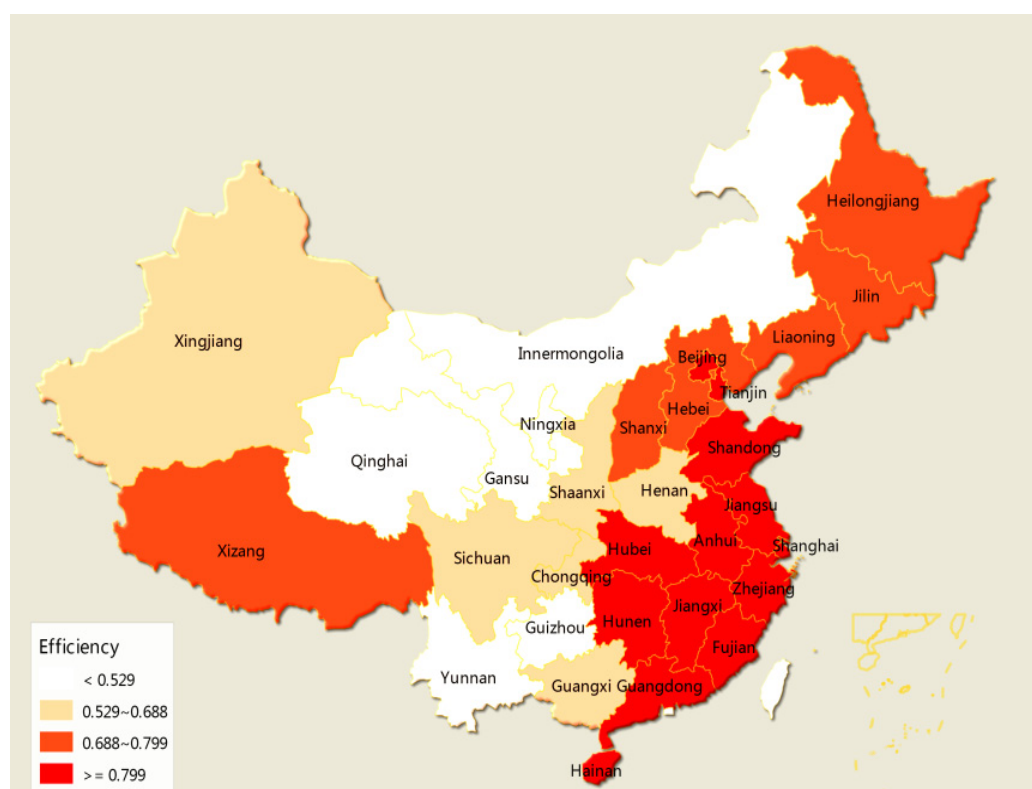 Heilongjiang
Jilin
Liaoning
Xingjiang
Innermongolia
Beijing
Tianjin
Ningxia
Hebei
Shanxi
Shandong
Qinghai
Gansu
Shaanxi
Henan
Jiangsu
Xizang
Sichuan
Hubei
Anhui
Shanghai
Chongqing
Zhejiang
Jiangxi
Hunen
Guizhou
Fujian
Yunnan
Guangxi
Guangdong
Hainan
Efficiency
< 0.529
0.529~0.688
0.688~0.799
>= 0.799